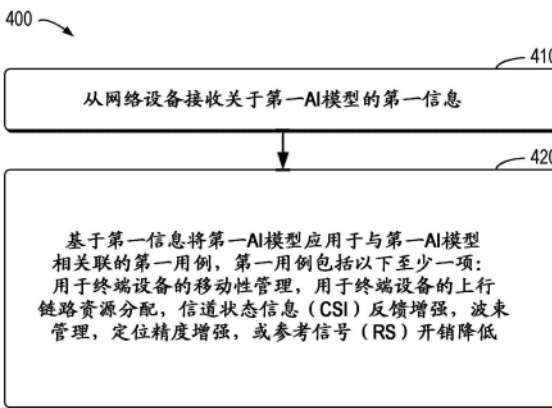 400
410
从网络设备接收关于第一AI模型的第一信息
420
基于第一信息将第一AI模型应用于与第一AI模型
相关联的第一用例，第一用例包括以下至少一项：
用于终端设备的移动性管理，用于终端设备的上行
链路资源分配，信道状态信息（CSI）反馈增强，波束
管理，定位精度增强，或参考信号（RS）开销降低